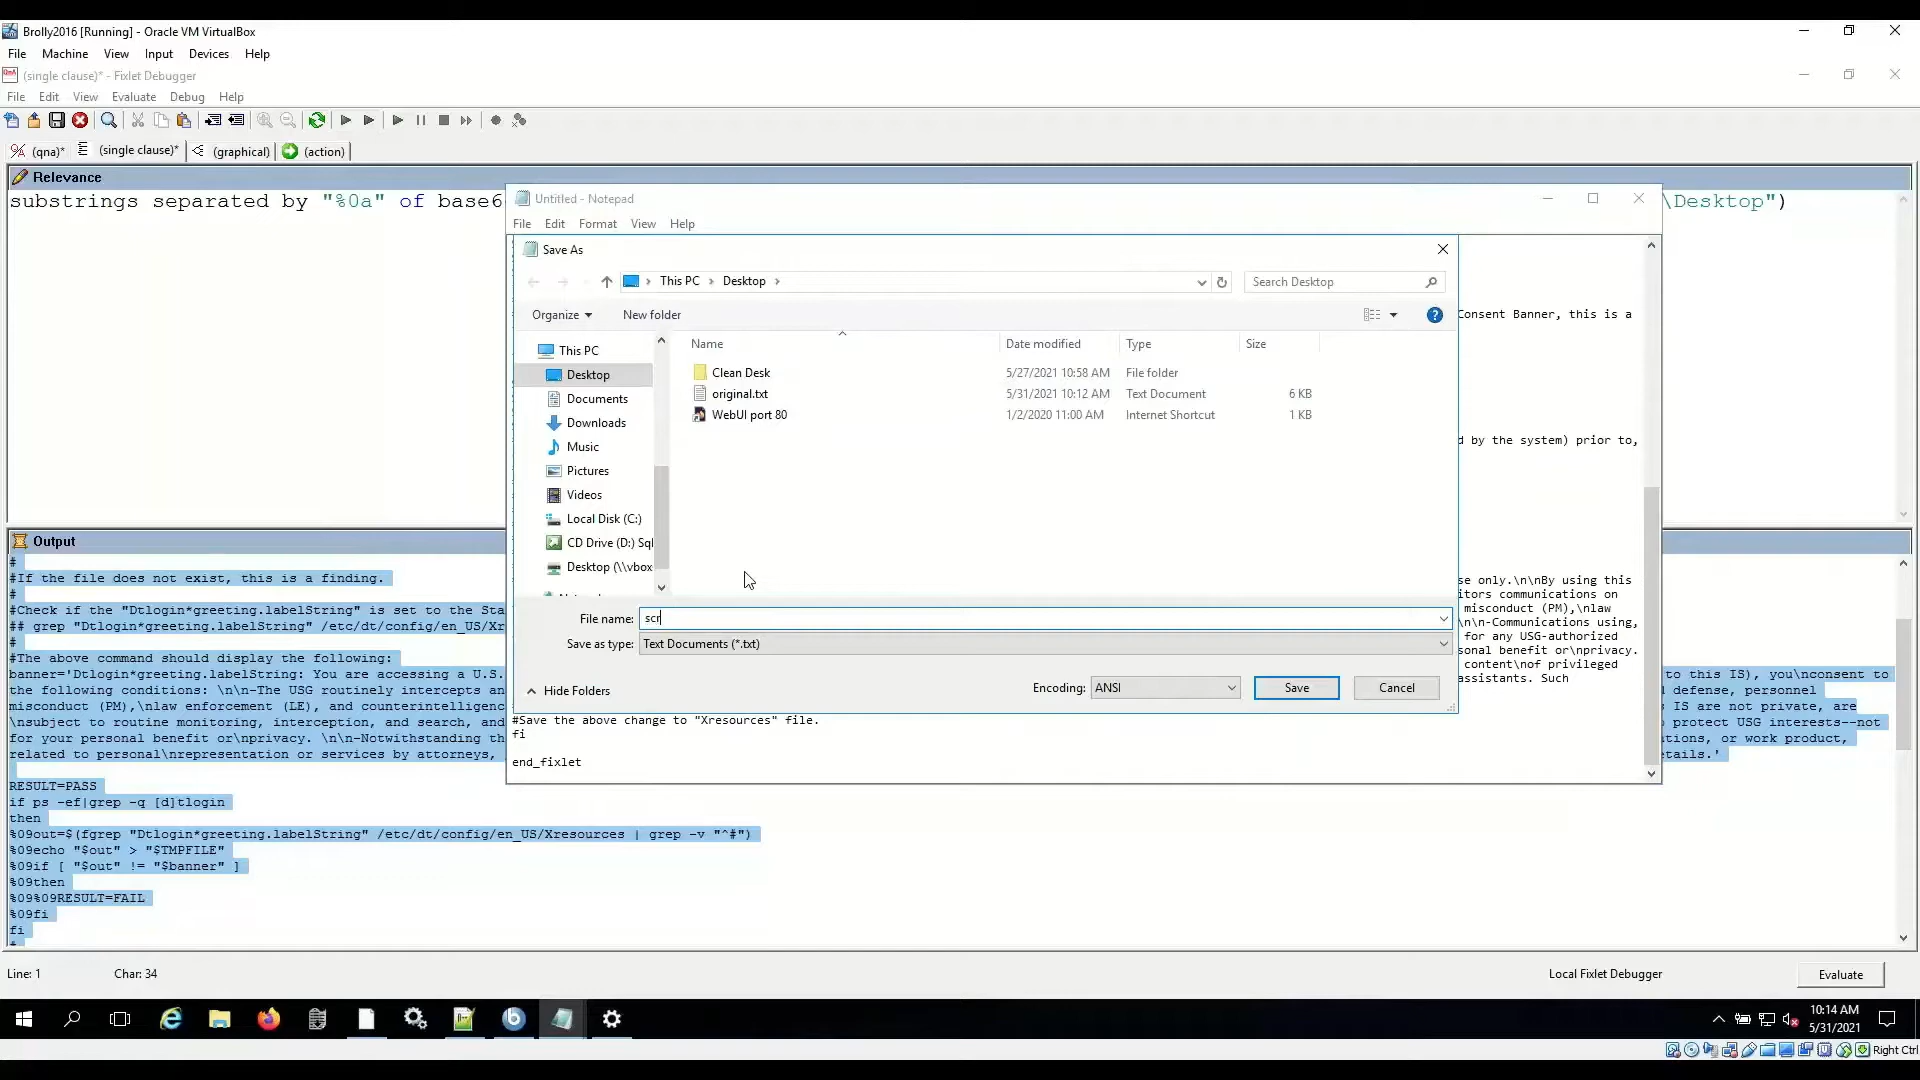 Brolly2016 [Running] - Oracle VM VirtualBox
File Machine View Input Devices Help
(single clause)* - Fixlet Debugger
File Edit View Evaluate Debug Help
(qna)* (single clause)* (graphical) (action)
Relevance
substrings separated by "%0a" of base6
\Desktop")
Untitled - Notepad
File Edit Format View Help
Save As
This PC › Desktop ›
Search Desktop
Organize New folder
Name Date modified Type Size
Clean Desk 5/27/2021 10:58 AM File folder
original.txt 5/31/2021 10:12 AM Text Document 6 KB
WebUI port 80 1/2/2020 11:00 AM Internet Shortcut 1 KB
This PC
Desktop
Documents
Downloads
Music
Pictures
Videos
Local Disk (C:)
CD Drive (D:) Sql
Desktop (\\vbox
File name: scr
Save as type: Text Documents (*.txt)
Hide Folders
Encoding: ANSI
Save
Cancel
Consent Banner, this is a
d by the system) prior to,
se only.\n\nBy using this
itors communications on
misconduct (PM),\nlaw
\n\n-Communications using,
for any USG-authorized
sonal benefit or\nprivacy.
content\nof privileged
assistants. Such
#Save the above change to "Xresources" file.
fi
end_fixlet
Output
#
#If the file does not exist, this is a finding.
#
#Check if the "Dtlogin*greeting.labelString" is set to the Sta
## grep "Dtlogin*greeting.labelString" /etc/dt/config/en_US/Xr
#
#The above command should display the following:
banner='Dtlogin*greeting.labelString: You are accessing a U.S.
to this IS), you\nconsent to
the following conditions: \n\n-The USG routinely intercepts an
defense, personnel
misconduct (PM),\nlaw enforcement (LE), and counterintelligenc
IS are not private, are
\nsubject to routine monitoring, interception, and search, and
protect USG interests--not
for your personal benefit or\nprivacy. \n\n-Notwithstanding th
tions, or work product,
related to personal\nrepresentation or services by attorneys,
etails.'
RESULT=PASS
if ps -ef|grep -q [d]tlogin
then
%09out=$(fgrep "Dtlogin*greeting.labelString" /etc/dt/config/en_US/Xresources | grep -v "^#")
%09echo "$out" > "$TMPFILE"
%09if [ "$out" != "$banner" ]
%09then
%09%09RESULT=FAIL
%09fi
fi
Line: 1 Char: 34
Local Fixlet Debugger
Evaluate
10:14 AM
5/31/2021
Right Ctrl